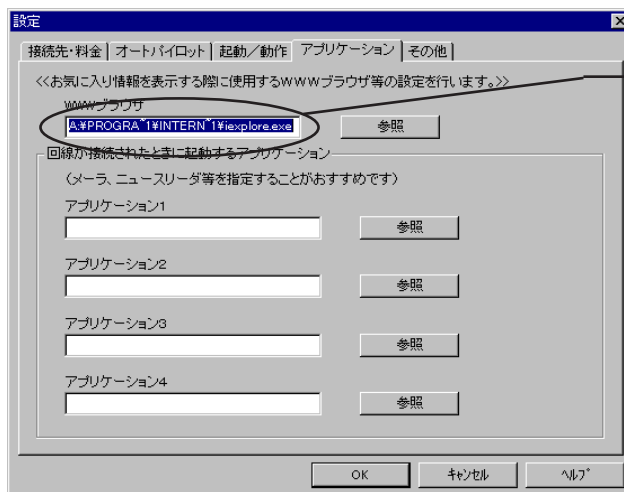 設定
接続先・料金 オートパイロット 起動／動作 アプリケーション その他
<<お気に入り情報を表示する際に使用するWWWブラウザ等の設定を行います。>>
WWWブラウザ
A:¥PROGRA~1¥INTERN~1¥iexplore.exe 参照
回線が接続されたときに起動するアプリケーション
(メーラ、ニュースリーダ等を指定することがおすすめです)
アプリケーション1
参照
アプリケーション2
参照
アプリケーション3
参照
アプリケーション4
参照
OK キャンセル ヘルプ